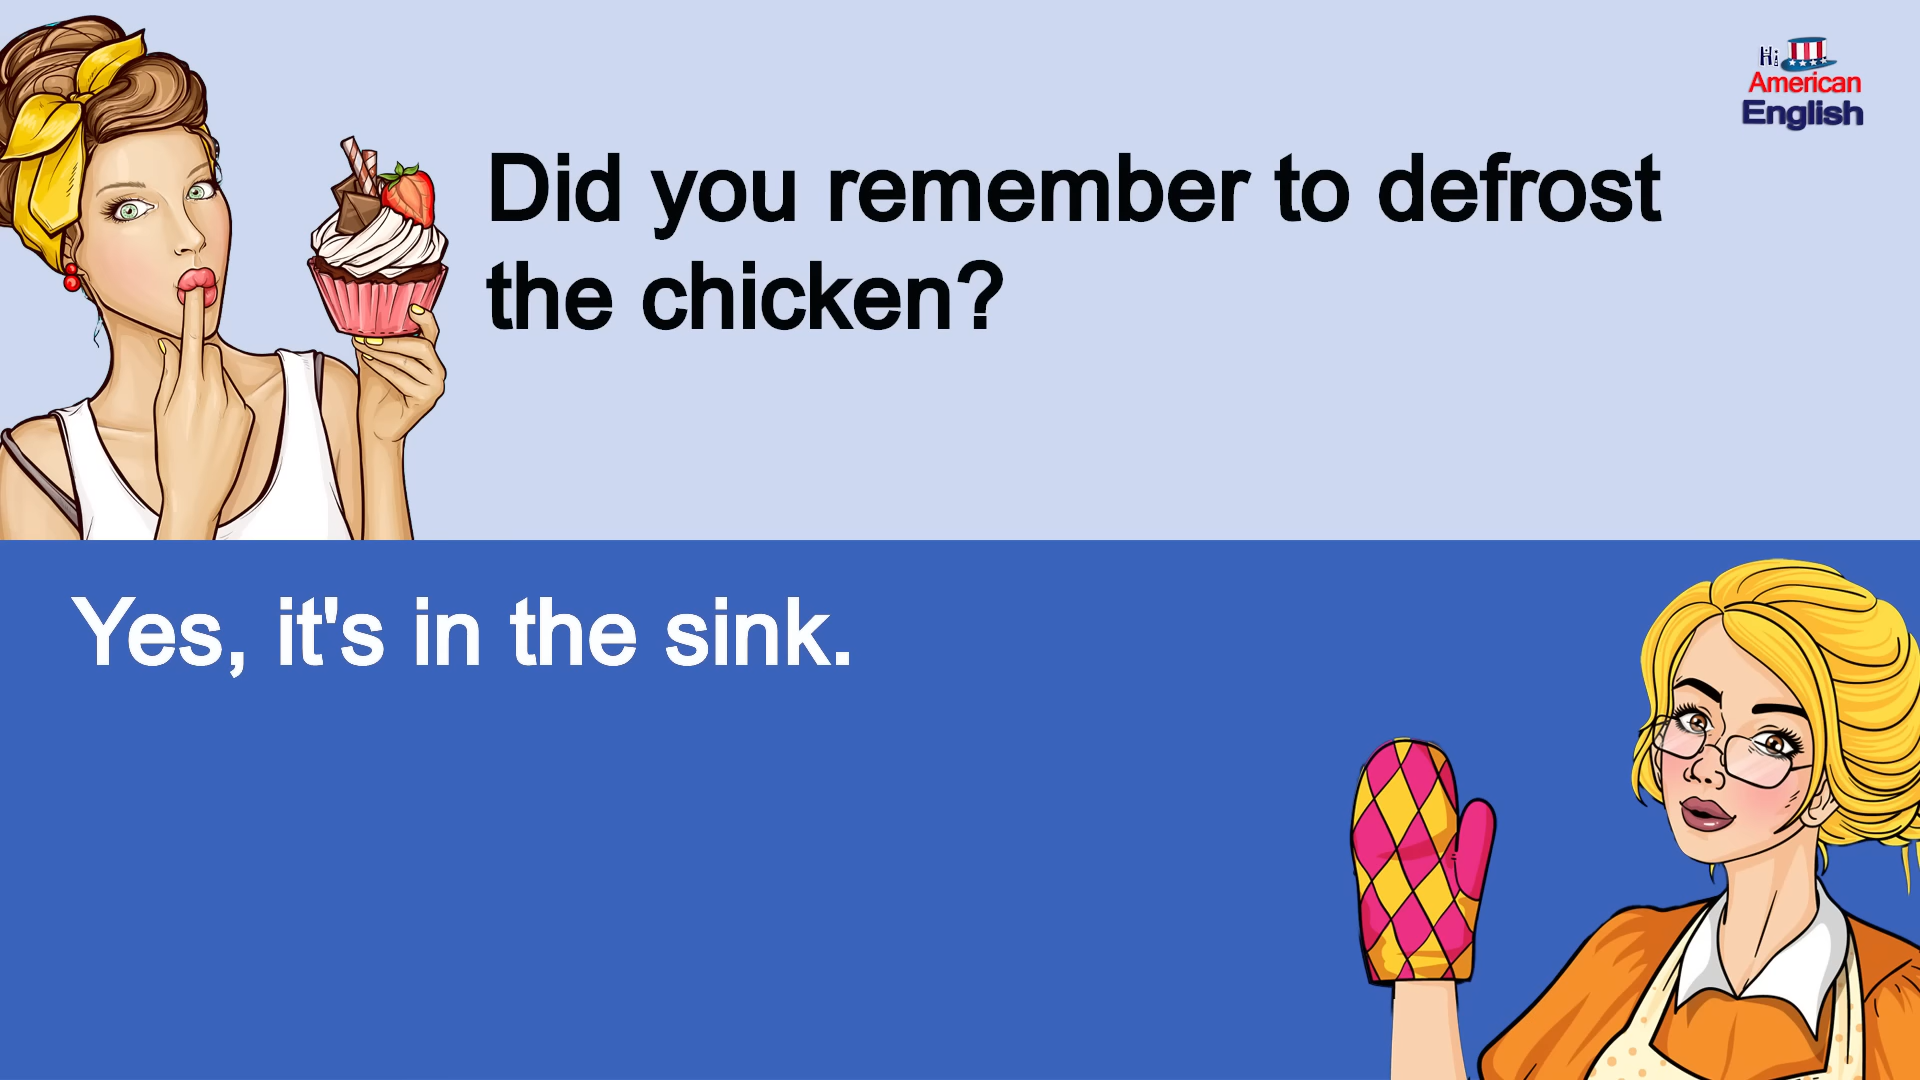 Hi
American
English
Did you remember to defrost
the chicken?
Yes, it's in the sink.